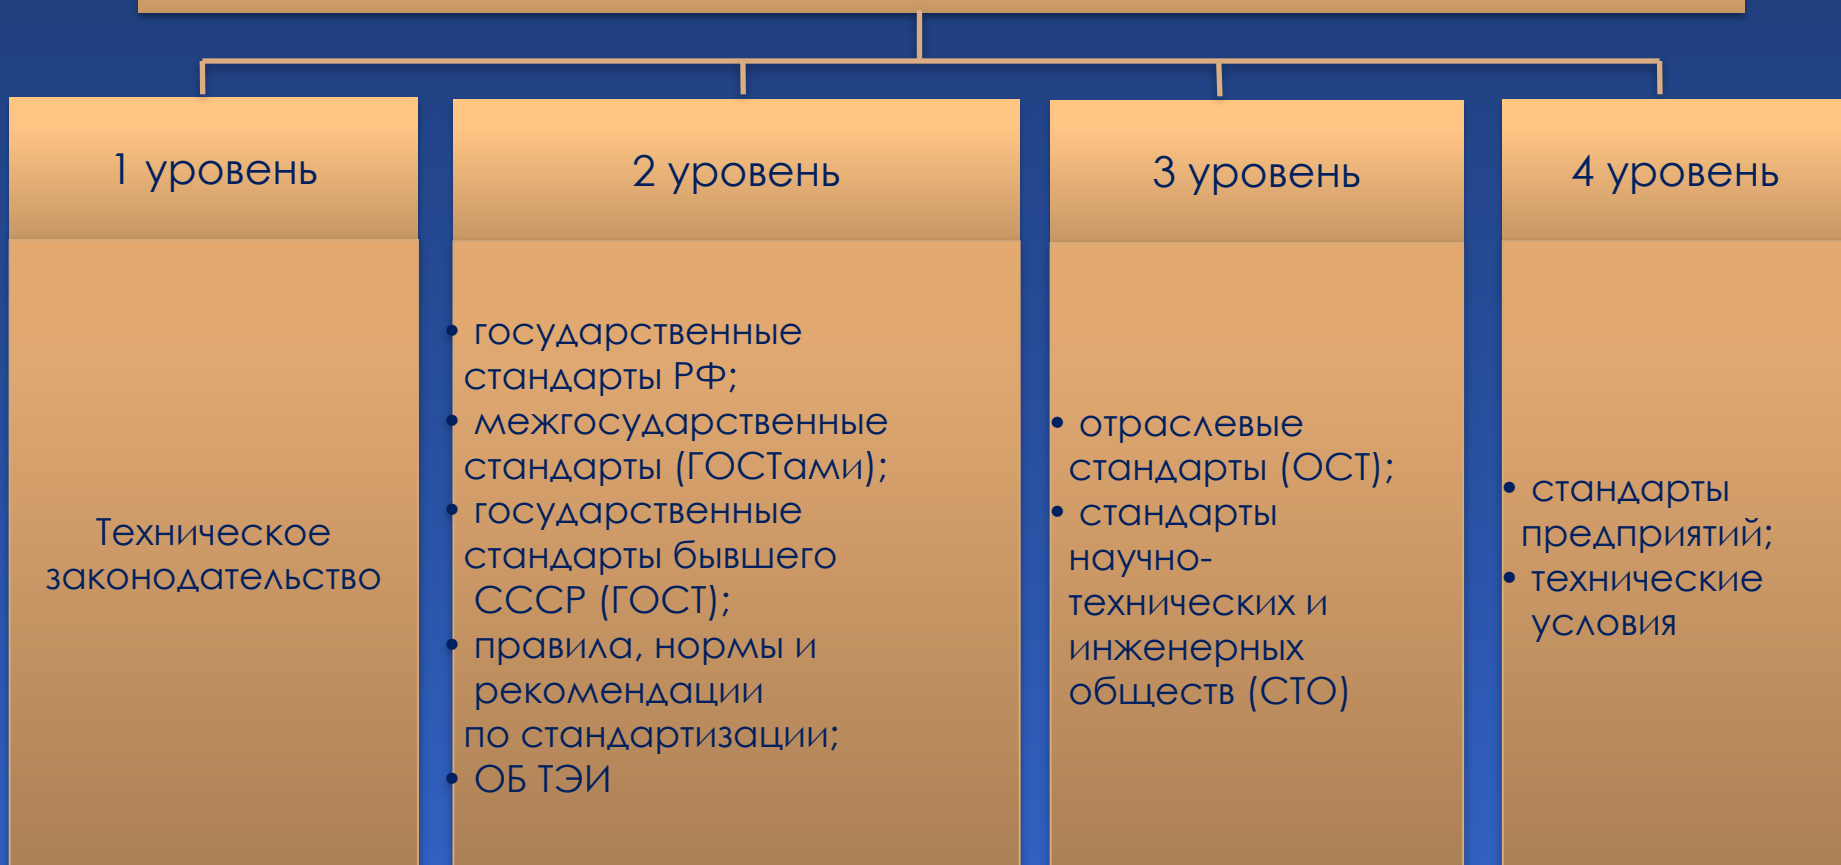 1 уровень
Техническое
законодательство
2 уровень
• государственные
стандарты РФ;
• межгосударственные
стандарты (ГОСТами);
• государственные
стандарты бывшего
СССР (ГОСТ);
• правила, нормы и
рекомендации
по стандартизации;
• ОБ ТЭИ
3 уровень
• отраслевые
стандарты (ОСТ);
• стандарты
научно-
технических и
инженерных
обществ (СТО)
4 уровень
• стандарты
предприятий;
• технические
условия